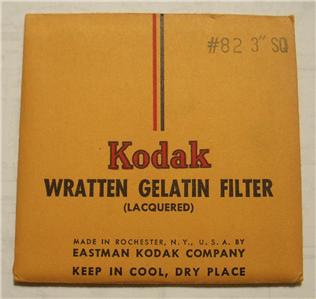 #82 3" SQ
Kodak
WRATTEN GELATIN FILTER
(LACQUERED)
MADE IN ROCHESTER, N. Y., U. S. A. BY
EASTMAN KODAK COMPANY
KEEP IN COOL, DRY PLACE